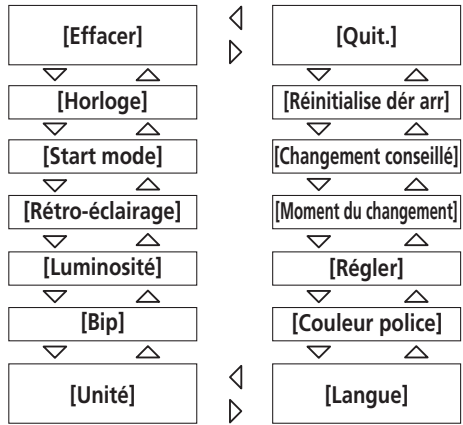 [Effacer]
[Horloge]
[Start mode]
[Rétro-éclairage]
[Luminosité]
[Bip]
[Unité]
[Quit.]
[Réinitialise dér arr]
[Changement conseillé]
[Moment du changement]
[Régler]
[Couleur police]
[Langue]